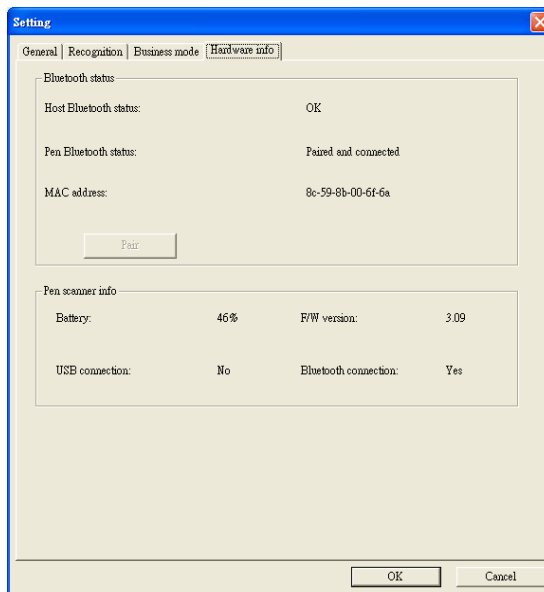 Setting
General Recognition Business mode Hardware info
Bluetooth status
Host Bluetooth status: OK
Pen Bluetooth status: Paired and connected
MAC address: 8c-59-8b-00-6f-6a
Pair
Pen scanner info
Battery: 46% F/W version: 3.09
USB connection: No Bluetooth connection: Yes
OK Cancel